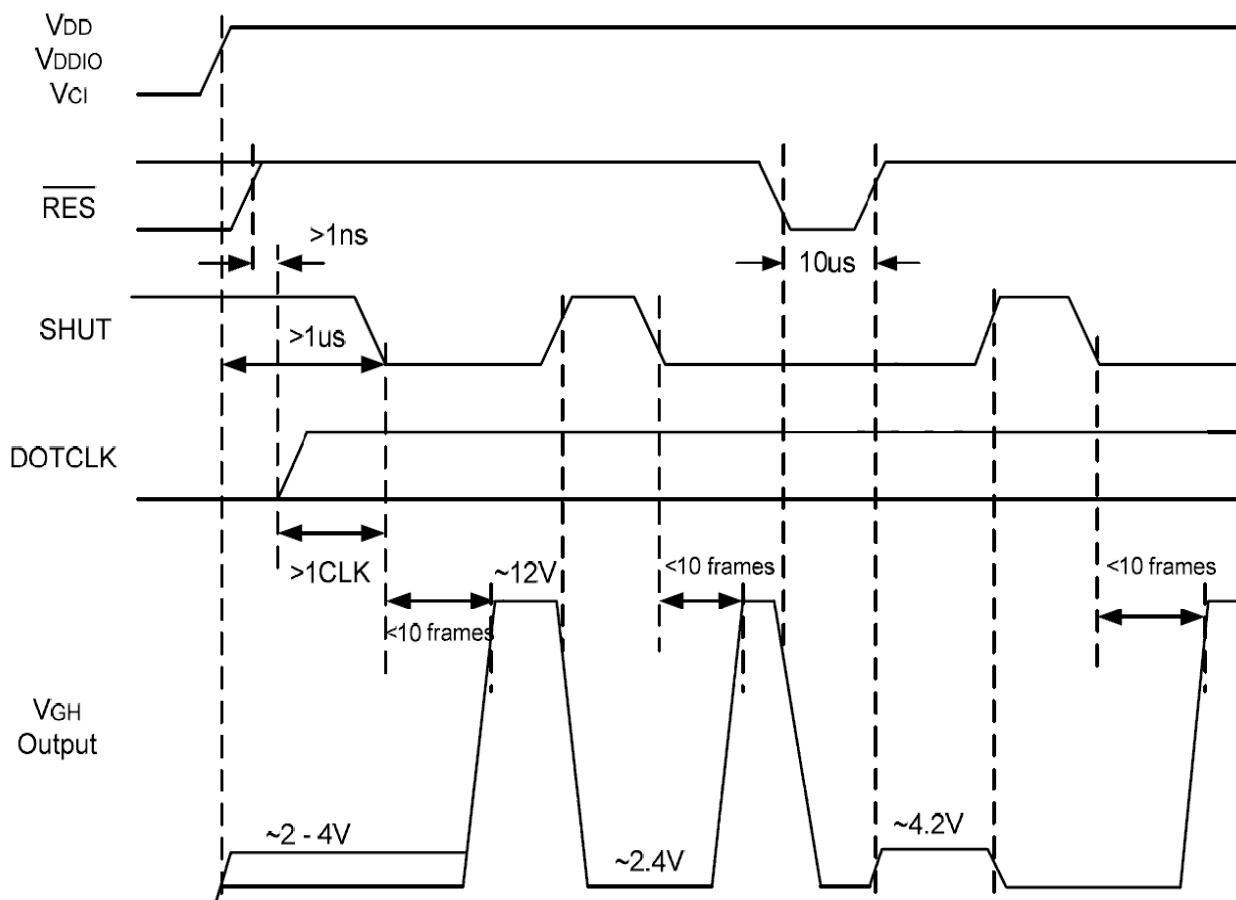 VDD
VDDIO
VCI
RES
>1ns
10us
SHUT
>1us
DOTCLK
>1CLK
~12V
<10 frames
<10 frames
<10 frames
VGH
Output
~2 - 4V
~2.4V
~4.2V